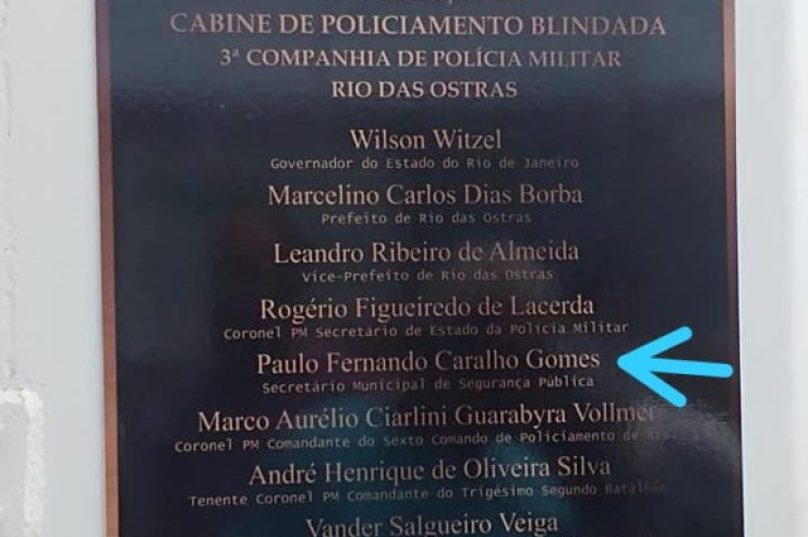 CABINE DE POLICIAMENTO BLINDADA
3ª COMPANHIA DE POLÍCIA MILITAR
RIO DAS OSTRAS
Wilson Witzel
Governador do Estado do Rio de Janeiro
Marcelino Carlos Dias Borba
Prefeito de Rio das Ostras
Leandro Ribeiro de Almeida
Vice-Prefeito de Rio das Ostras
Rogério Figueiredo de Lacerda
Coronel PM Secretário de Estado da Polícia Militar
Paulo Fernando Caralho Gomes
Secretário Municipal de Segurança Pública
Marco Aurélio Ciarlini Guarabyra Vollmer
Coronel PM Comandante do Sexto Comando de Policiamento de
André Henrique de Oliveira Silva
Tenente Coronel PM Comandante do Trigésimo Segundo Batalhão
Vander Salgueiro Veiga